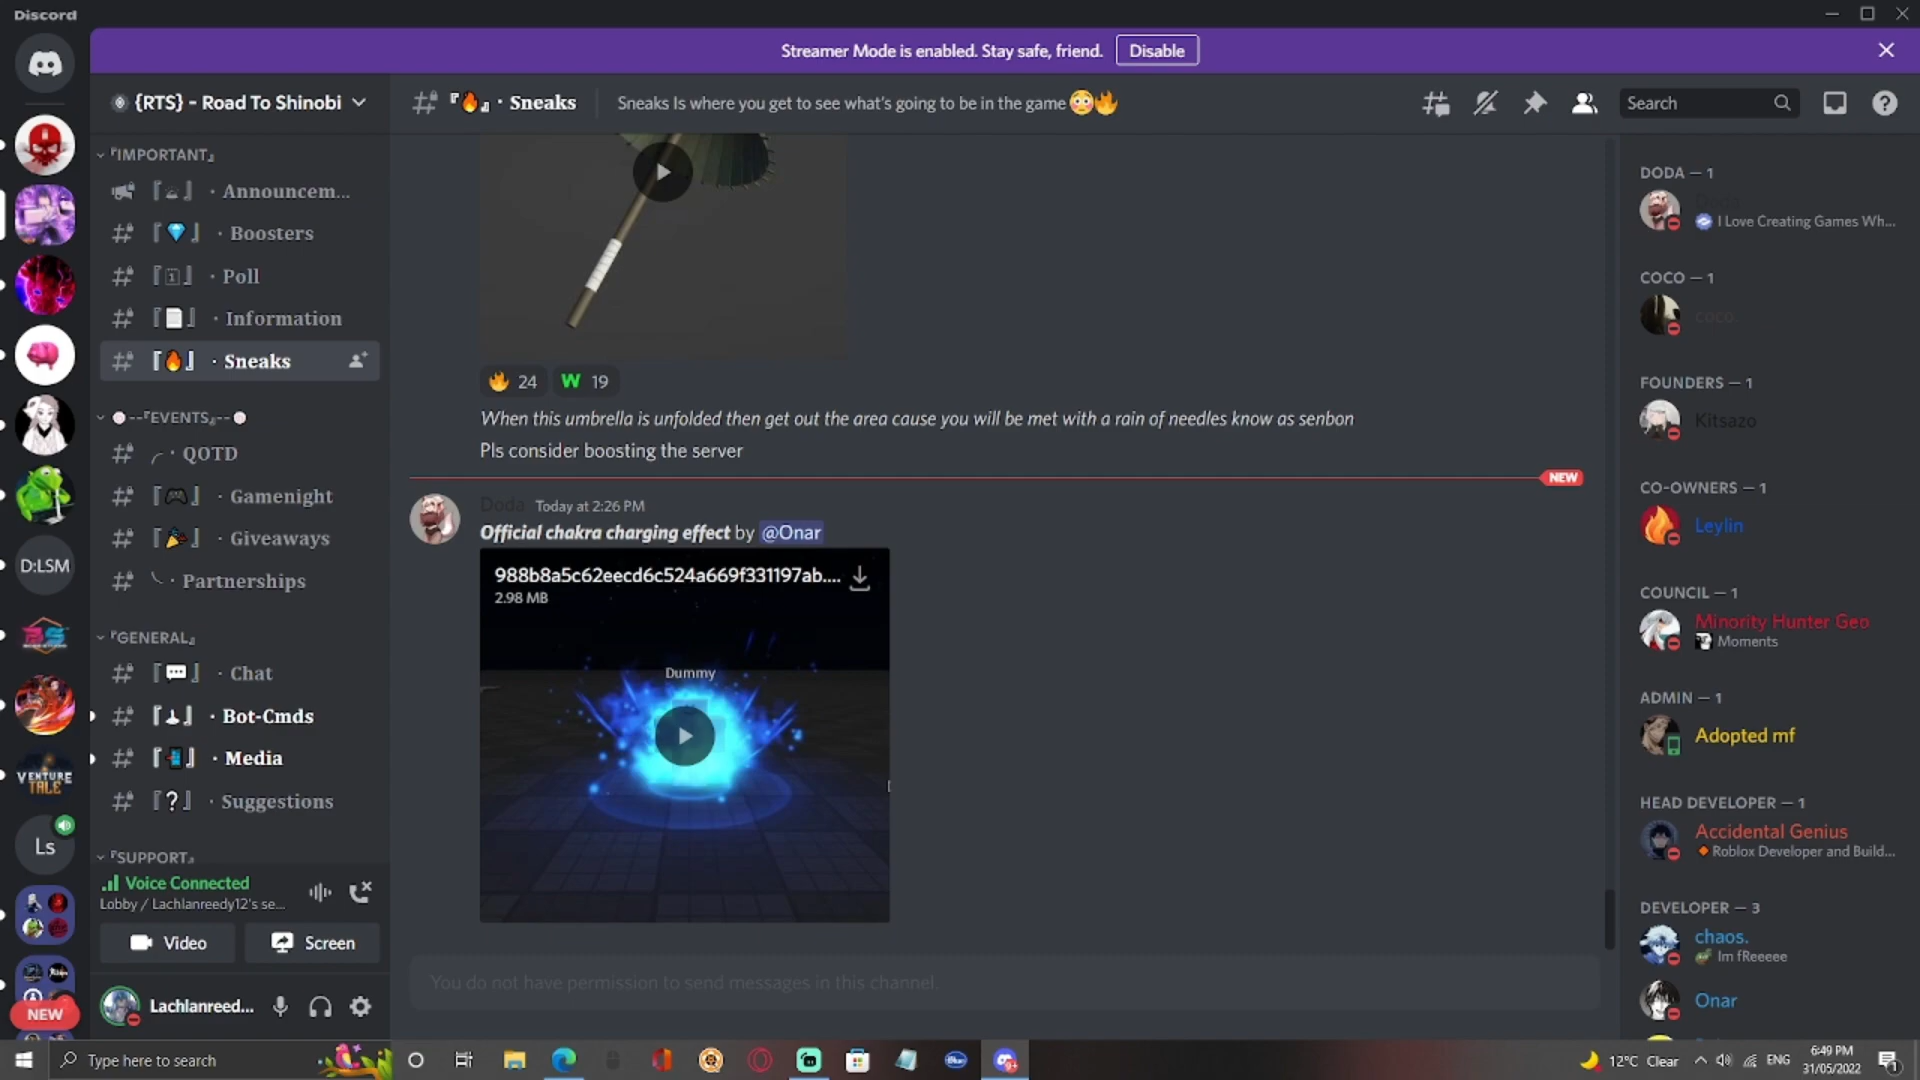 Discord
Streamer Mode is enabled. Stay safe, friend. Disable
{RTS} - Road To Shinobi
『🔥』· Sneaks
Sneaks Is where you get to see what's going to be in the game😳🔥
Search
『IMPORTANT』
· Announcem...
『💎』 · Boosters
· Poll
『📄』 · Information
『🔥』 · Sneaks
--『EVENTS』--
╭ · QOTD
『🎮』 · Gamenight
『🎉』 · Giveaways
╰ · Partnerships
『GENERAL』
『💬』 · Chat
· Bot-Cmds
『📲』 · Media
『❔』 · Suggestions
『SUPPORT』
Voice Connected
Lobby / Lachlanreedy12's se...
Video
Screen
Lachlanreed...
D:LSM
VENTURE
TALE
Ls
NEW
🔥 24 W 19
When this umbrella is unfolded then get out the area cause you will be met with a rain of needles know as senbon
Pls consider boosting the server
NEW
Doda Today at 2:26 PM
Official chakra charging effect by @Onar
988b8a5c62eecd6c524a669f331197ab....
2.98 MB
Dummy
You do not have permission to send messages in this channel.
DODA — 1
Doda
I Love Creating Games Wh...
COCO — 1
coco.
FOUNDERS — 1
Kitsazo
CO-OWNERS — 1
Leylin
COUNCIL — 1
Minority Hunter Geo
Moments
ADMIN — 1
Adopted mf
HEAD DEVELOPER — 1
Accidental Genius
Roblox Developer and Build...
DEVELOPER — 3
chaos.
Im fReeeee
Onar
Type here to search
12°C Clear
ENG
6:49 PM
31/05/2022